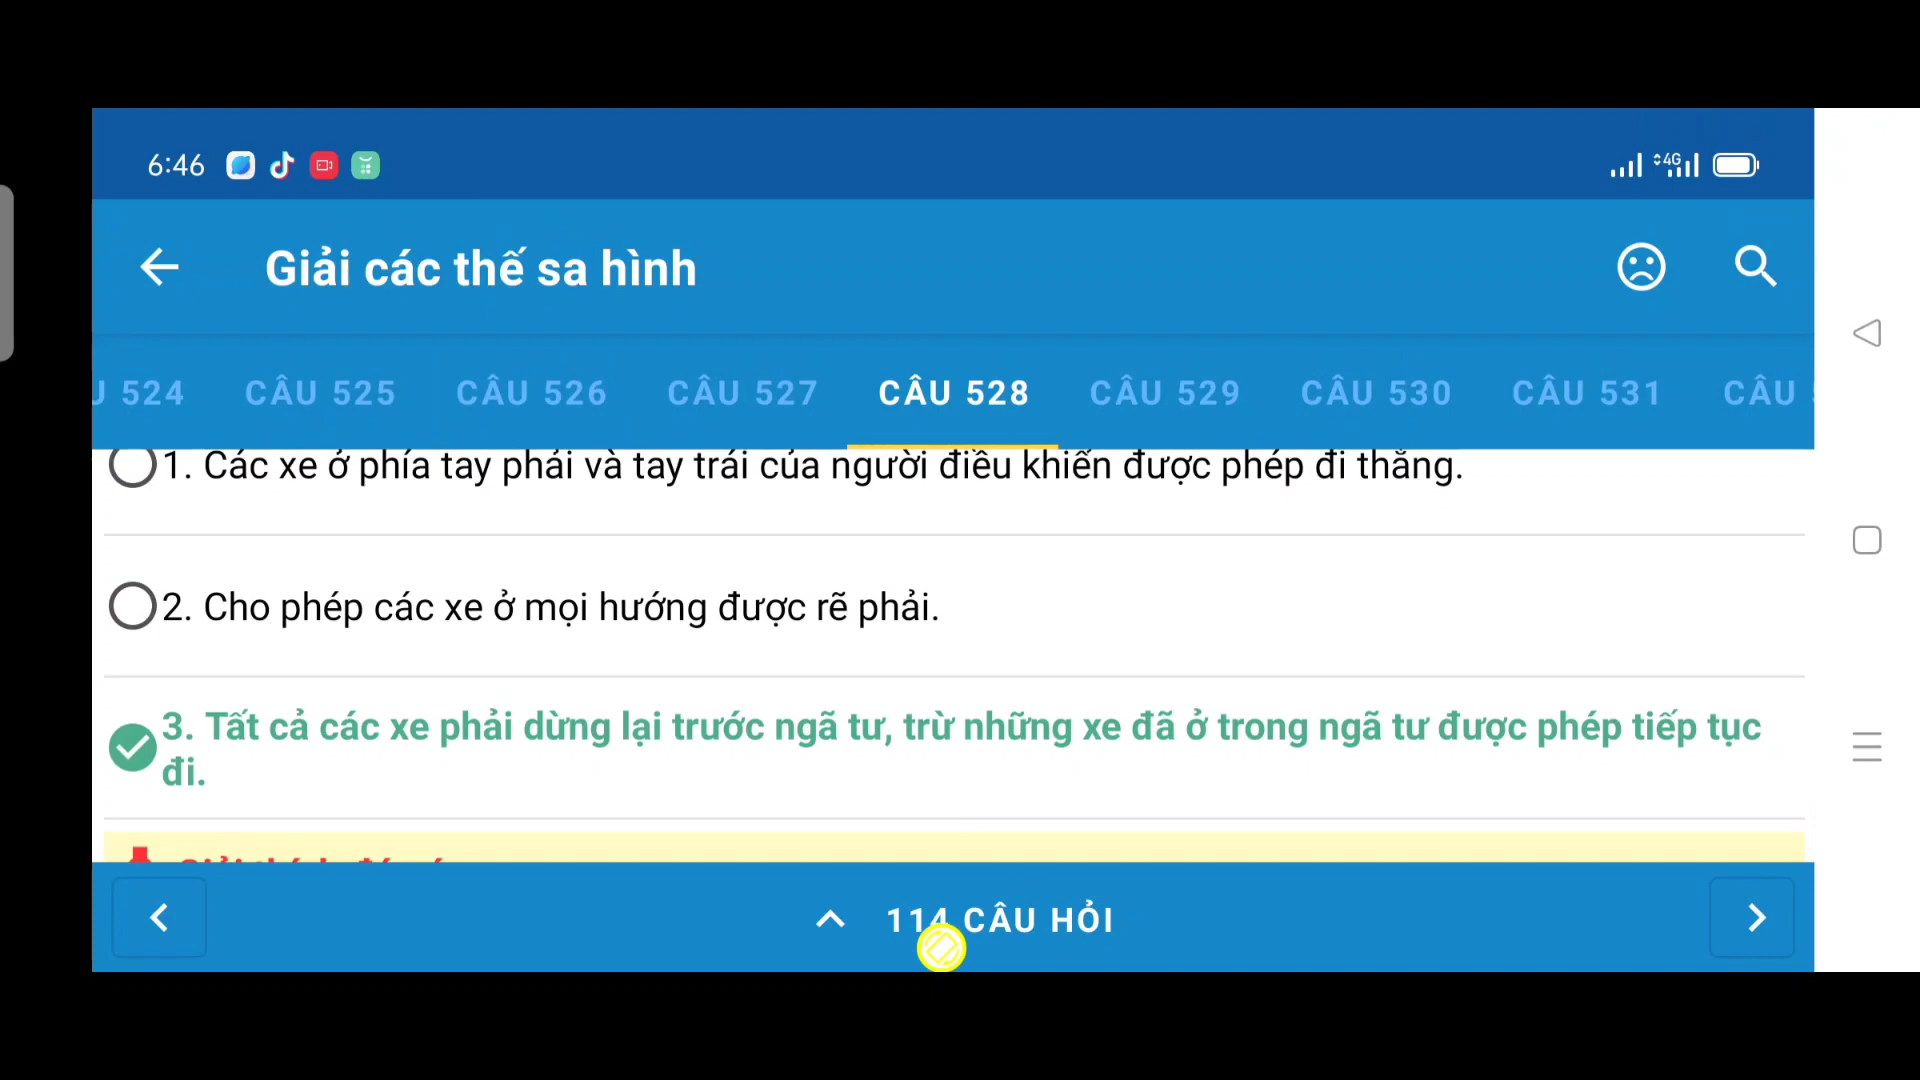 6:46
4G
Giải các thế sa hình
524 CÂU 525 CÂU 526 CÂU 527 CÂU 528 CÂU 529 CÂU 530 CÂU 531 CÂU
1. Các xe ở phía tay phải và tay trái của người điều khiển được phép đi thẳng.
2. Cho phép các xe ở mọi hướng được rẽ phải.
3. Tất cả các xe phải dừng lại trước ngã tư, trừ những xe đã ở trong ngã tư được phép tiếp tục
đi.
114 CÂU HỎI